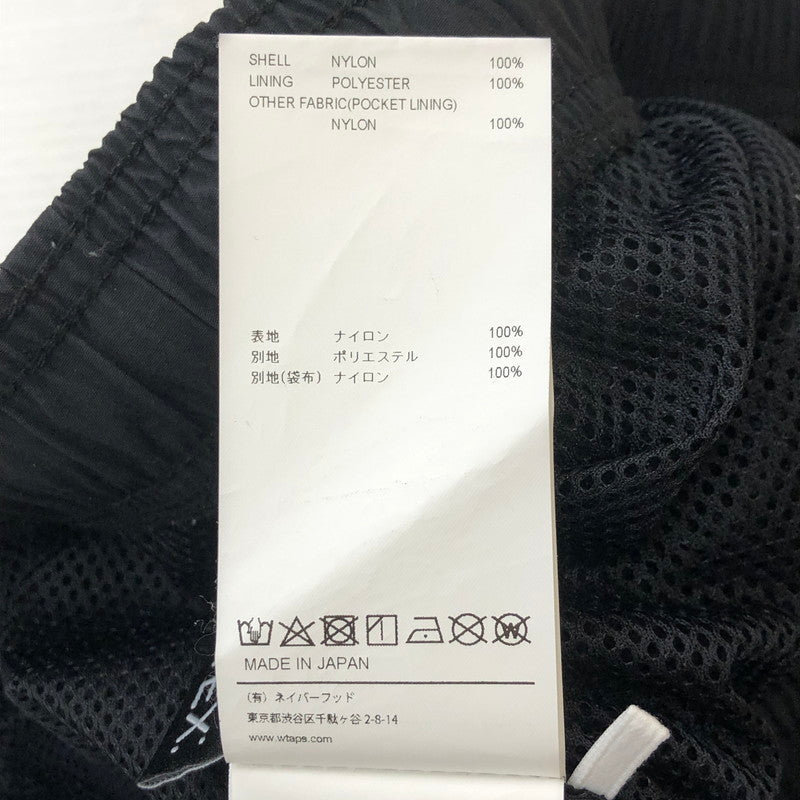 SHELL NYLON 100%
LINING POLYESTER 100%
OTHER FABRIC(POCKET LINING)
NYLON 100%
表地 ナイロン 100%
別地 ポリエステル 100%
別地(袋布) ナイロン 100%
W
MADE IN JAPAN
(有) ネイバーフッド
東京都渋谷区千駄ヶ谷 2-8-14
www.wtaps.com